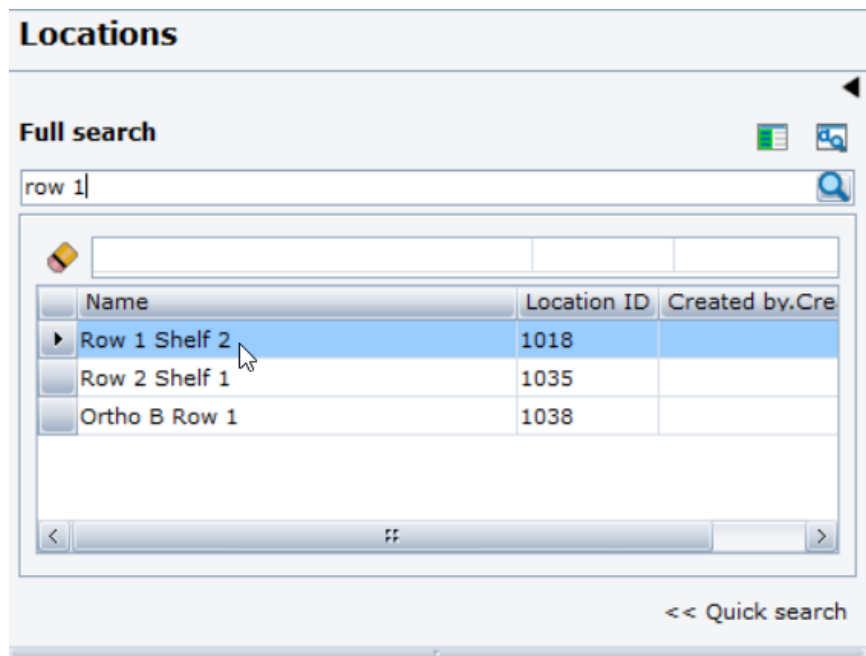 Locations
Full search
row 1
Name Location ID Created by.Cre
Row 1 Shelf 2 1018
Row 2 Shelf 1 1035
Ortho B Row 1 1038
<< Quick search